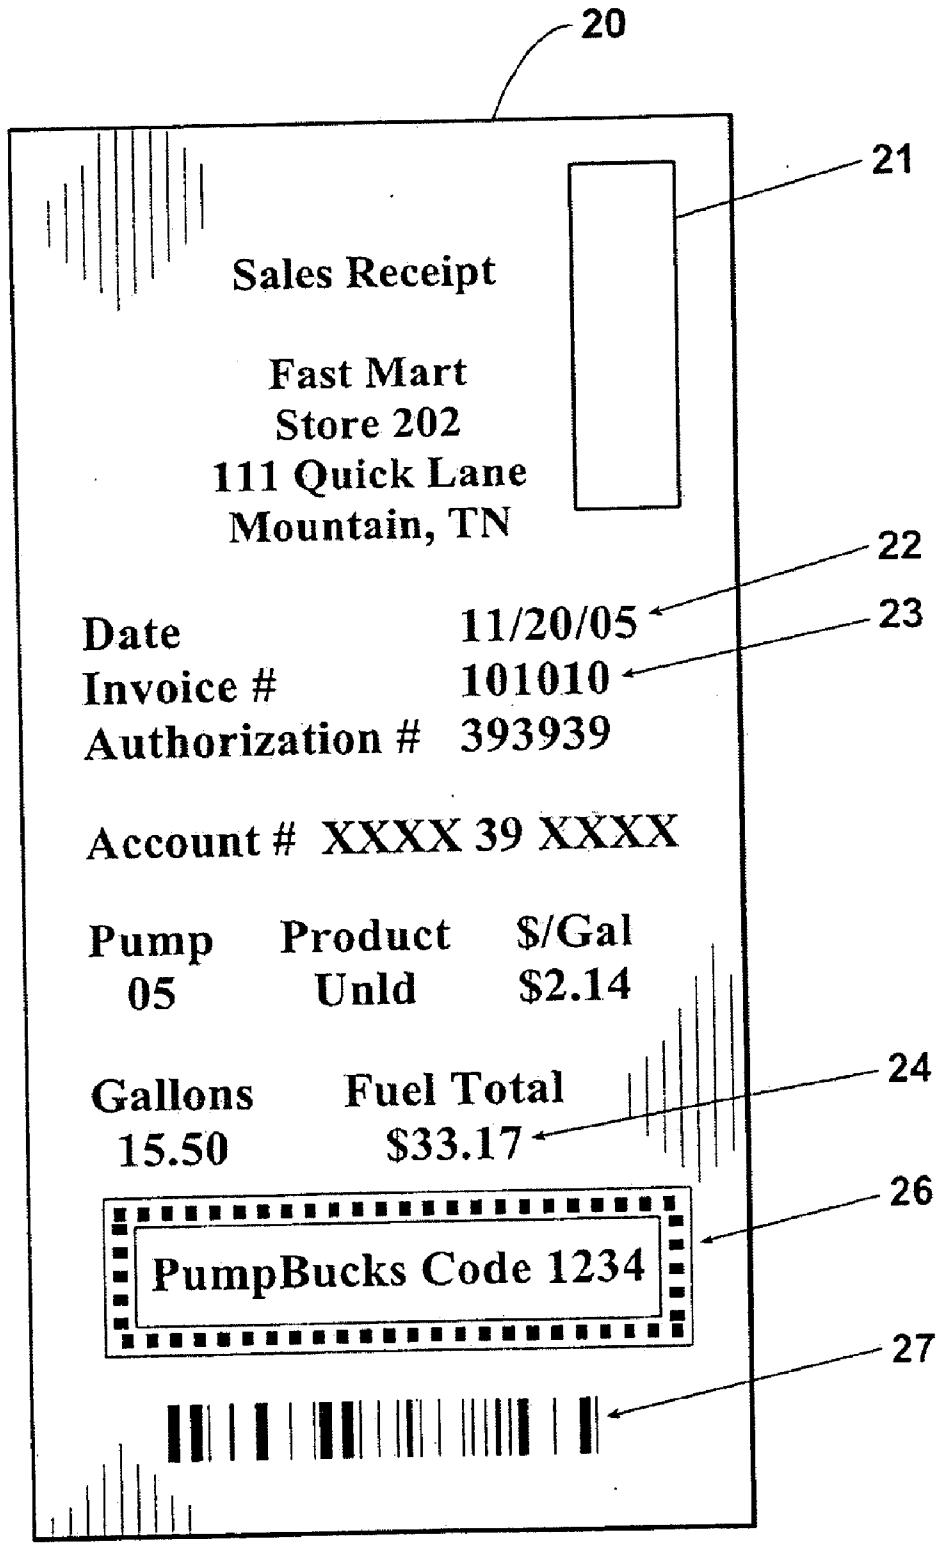 20
21
Sales Receipt
Fast Mart
Store 202
111 Quick Lane
Mountain, TN
22
Date 11/20/05
23
Invoice # 101010
Authorization # 393939
Account # XXXX 39 XXXX
Pump Product $/Gal
05 Unld $2.14
24
Gallons Fuel Total
15.50 $33.17
26
PumpBucks Code 1234
27